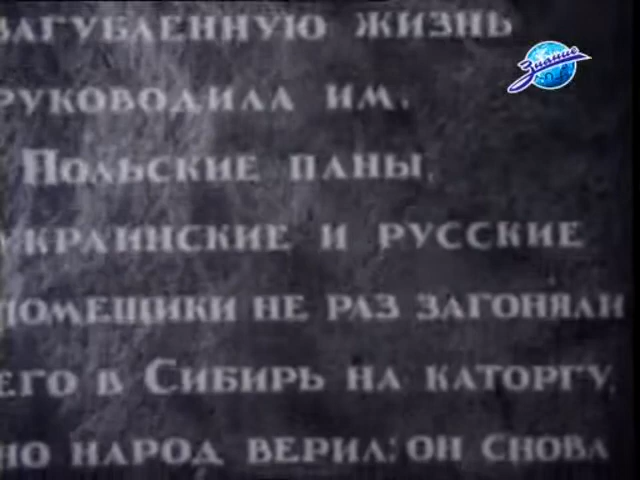 ЗАГУБЛЕННУЮ ЖИЗНЬ
Знание
РУКОВОДИЛА ИМ.
ПОЛЬСКИЕ ПАНЫ,
УКРАИНСКИЕ И РУССКИЕ
ПОМЕЩИКИ НЕ РАЗ ЗАГОНЯЛИ
ЕГО В СИБИРЬ НА КАТОРГУ,
НО НАРОД ВЕРИЛ: ОН СНОВА